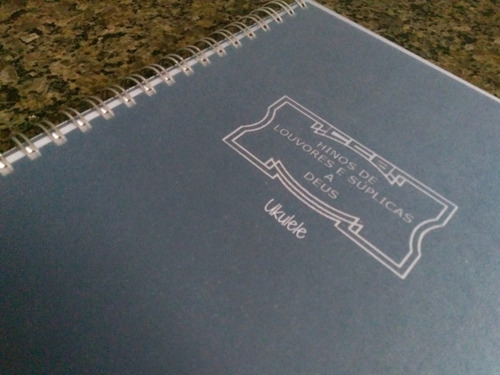 HINOS DE
LOUVORES E SÚPLICAS
A
DEUS
Ukulele